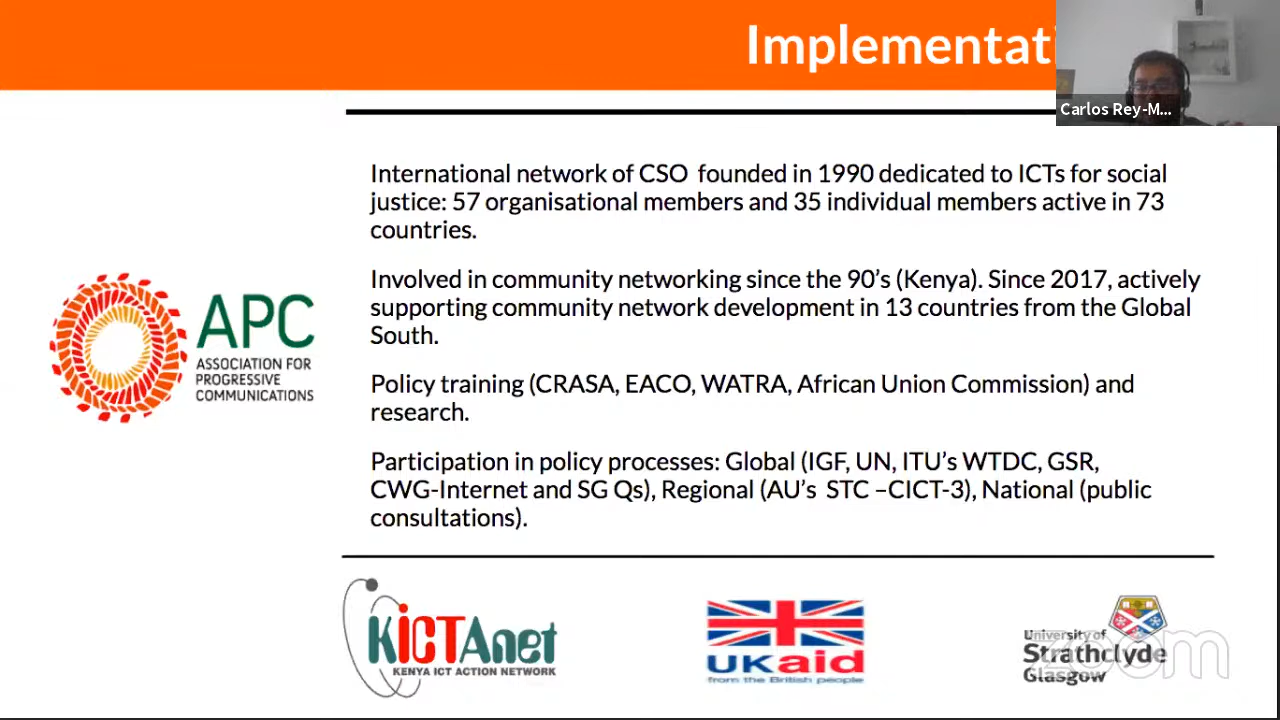 Implementati
Carlos Rey-M...
International network of CSO founded in 1990 dedicated to ICTs for social
justice: 57 organisational members and 35 individual members active in 73
countries.
Involved in community networking since the 90’s (Kenya). Since 2017, actively
supporting community network development in 13 countries from the Global
South.
APC
ASSOCIATION FOR
PROGRESSIVE
COMMUNICATIONS
Policy training (CRASA, EACO, WATRA, African Union Commission) and
research.
Participation in policy processes: Global (IGF, UN, ITU’s WTDC, GSR,
CWG-Internet and SG Qs), Regional (AU’s STC –CICT-3), National (public
consultations).
KICTAnet
KENYA ICT ACTION NETWORK
UKaid
from the British people
University of
Strathclyde
Glasgow
zoom